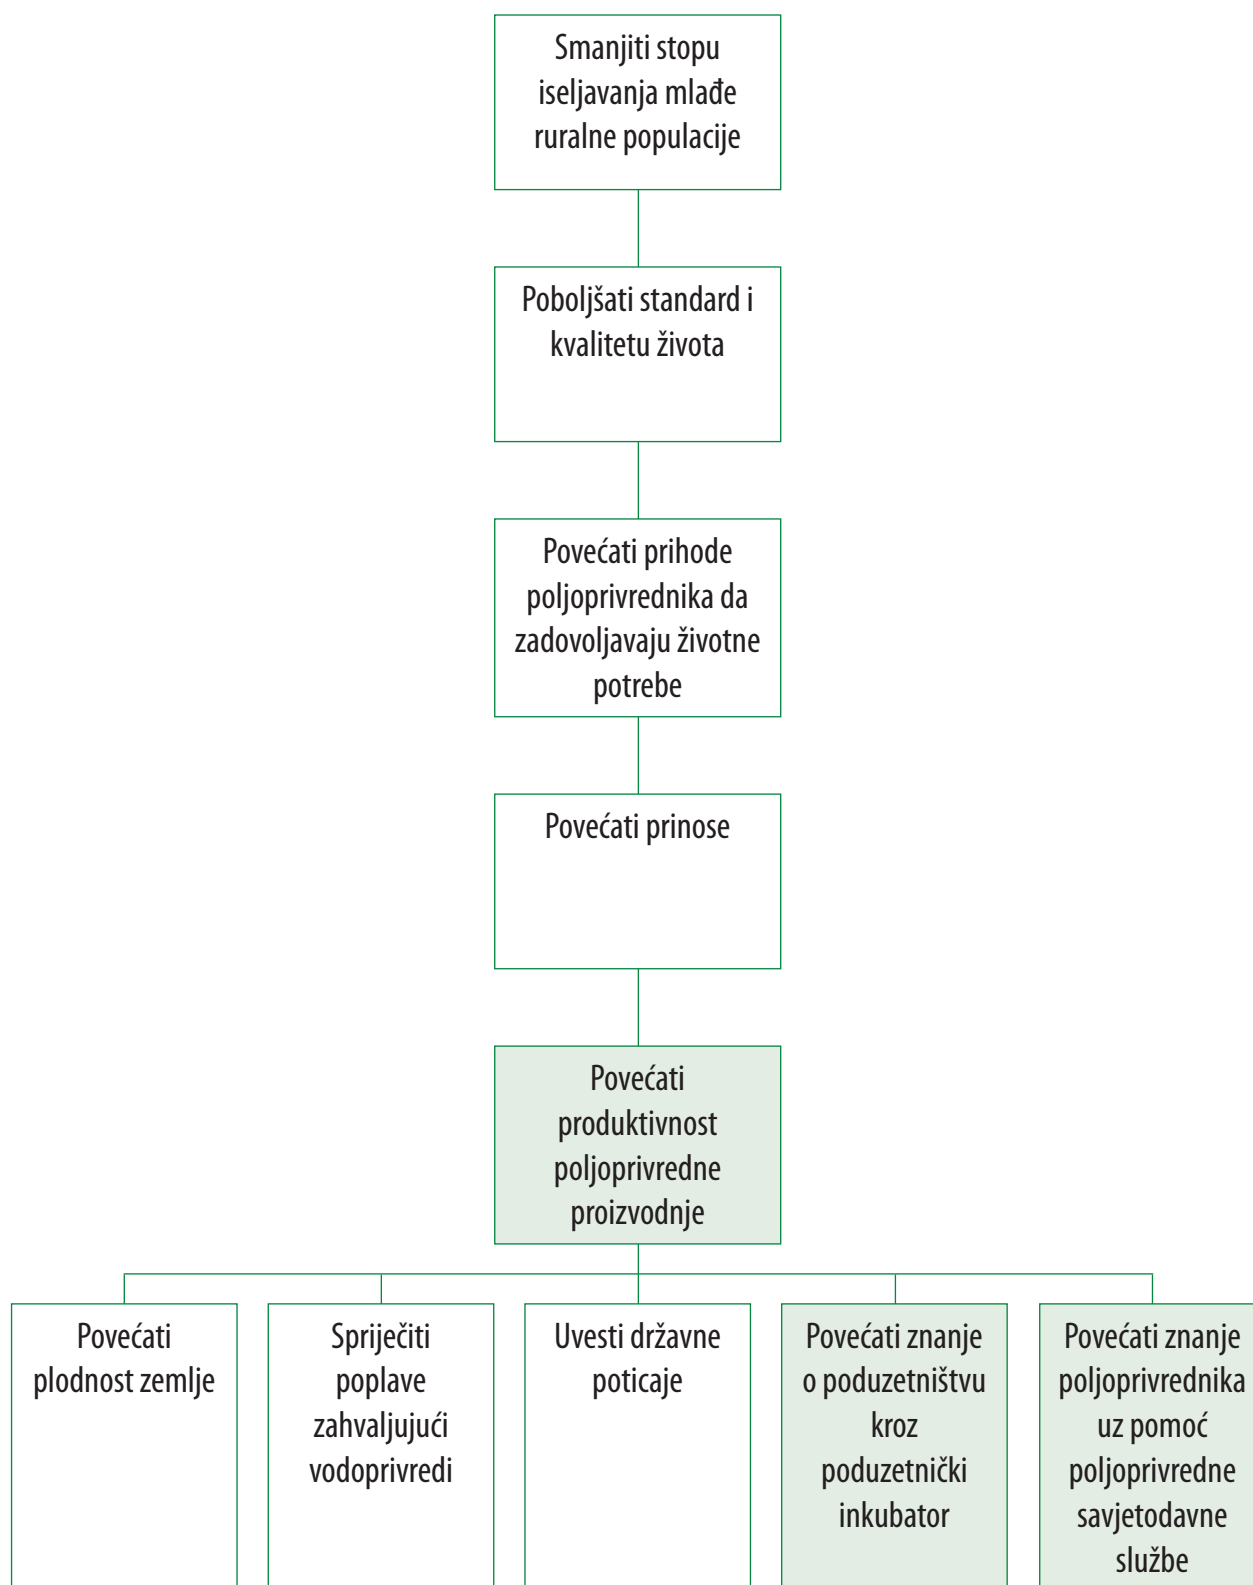 Smanjiti stopu
iseljavanja mlađe
ruralne populacije
Poboljšati standard i
kvalitetu života
Povećati prihode
poljoprivrednika da
zadovoljavaju životne
potrebe
Povećati prinose
Povećati
produktivnost
poljoprivredne
proizvodnje
Povećati
plodnost zemlje
Spriječiti
poplave
zahvaljujući
vodoprivredi
Uvesti državne
poticaje
Povećati znanje
o poduzetništvu
kroz
poduzetnički
inkubator
Povećati znanje
poljoprivrednika
uz pomoć
poljoprivredne
savjetodavne
službe